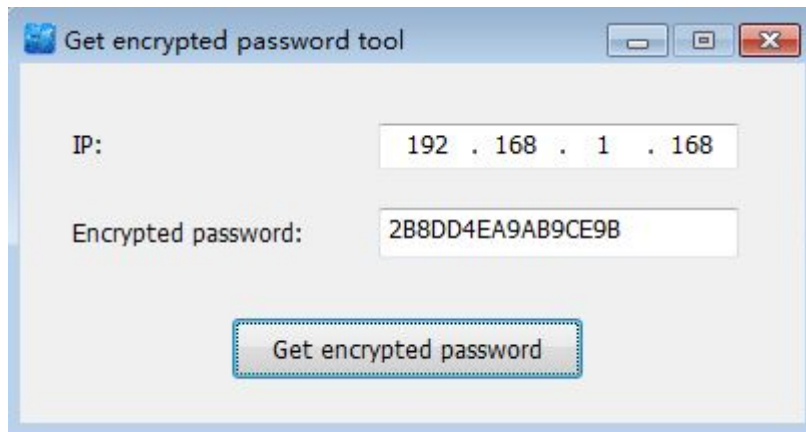 Get encrypted password tool
IP: 192 . 168 . 1 . 168
Encrypted password: 2B8DD4EA9AB9CE9B
Get encrypted password